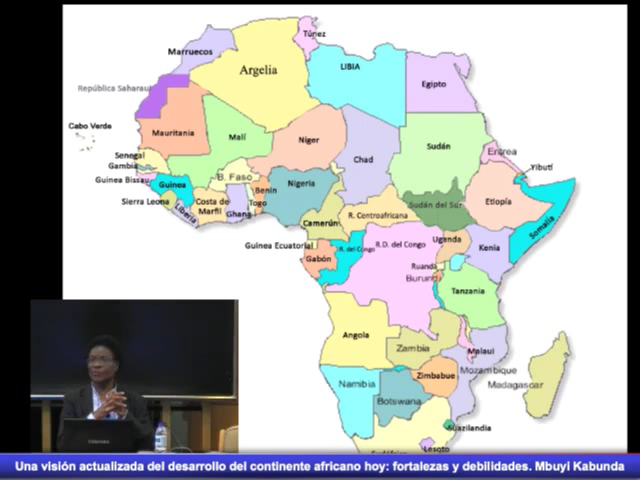 Túnez
Marruecos
Argelia
LIBIA
Egipto
República Saharaui
Cabo Verde
Mauritania
Malí
Niger
Chad
Sudán
Eritrea
Yibuti
Senegal
Gambia
Guinea Bissau
Guinea
B. Faso
Benin
Nigeria
Sierra Leona
Liberia
Costa de
Marfil
Ghana
Togo
Camerún
R. Centroafricana
Sudán del Sur
Etiopía
Somalia
Guinea Ecuatorial
Gabón
R. del Congo
R.D. del Congo
Uganda
Kenia
Ruanda
Burundi
Tanzania
Angola
Zambia
Malaui
Mozambique
Madagascar
Namibia
Botswana
Zimbabue
Suazilandia
Lesoto
Una visión actualizada del desarrollo del continente africano hoy: fortalezas y debilidades. Mbuyi Kabunda